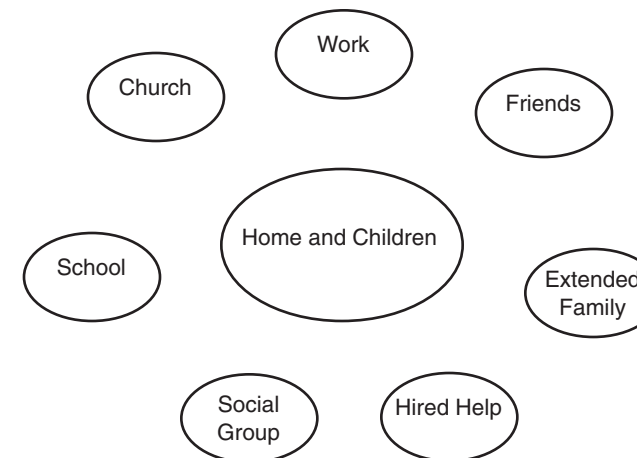 Work
Church
Friends
Home and Children
School
Extended
Family
Social
Group
Hired Help